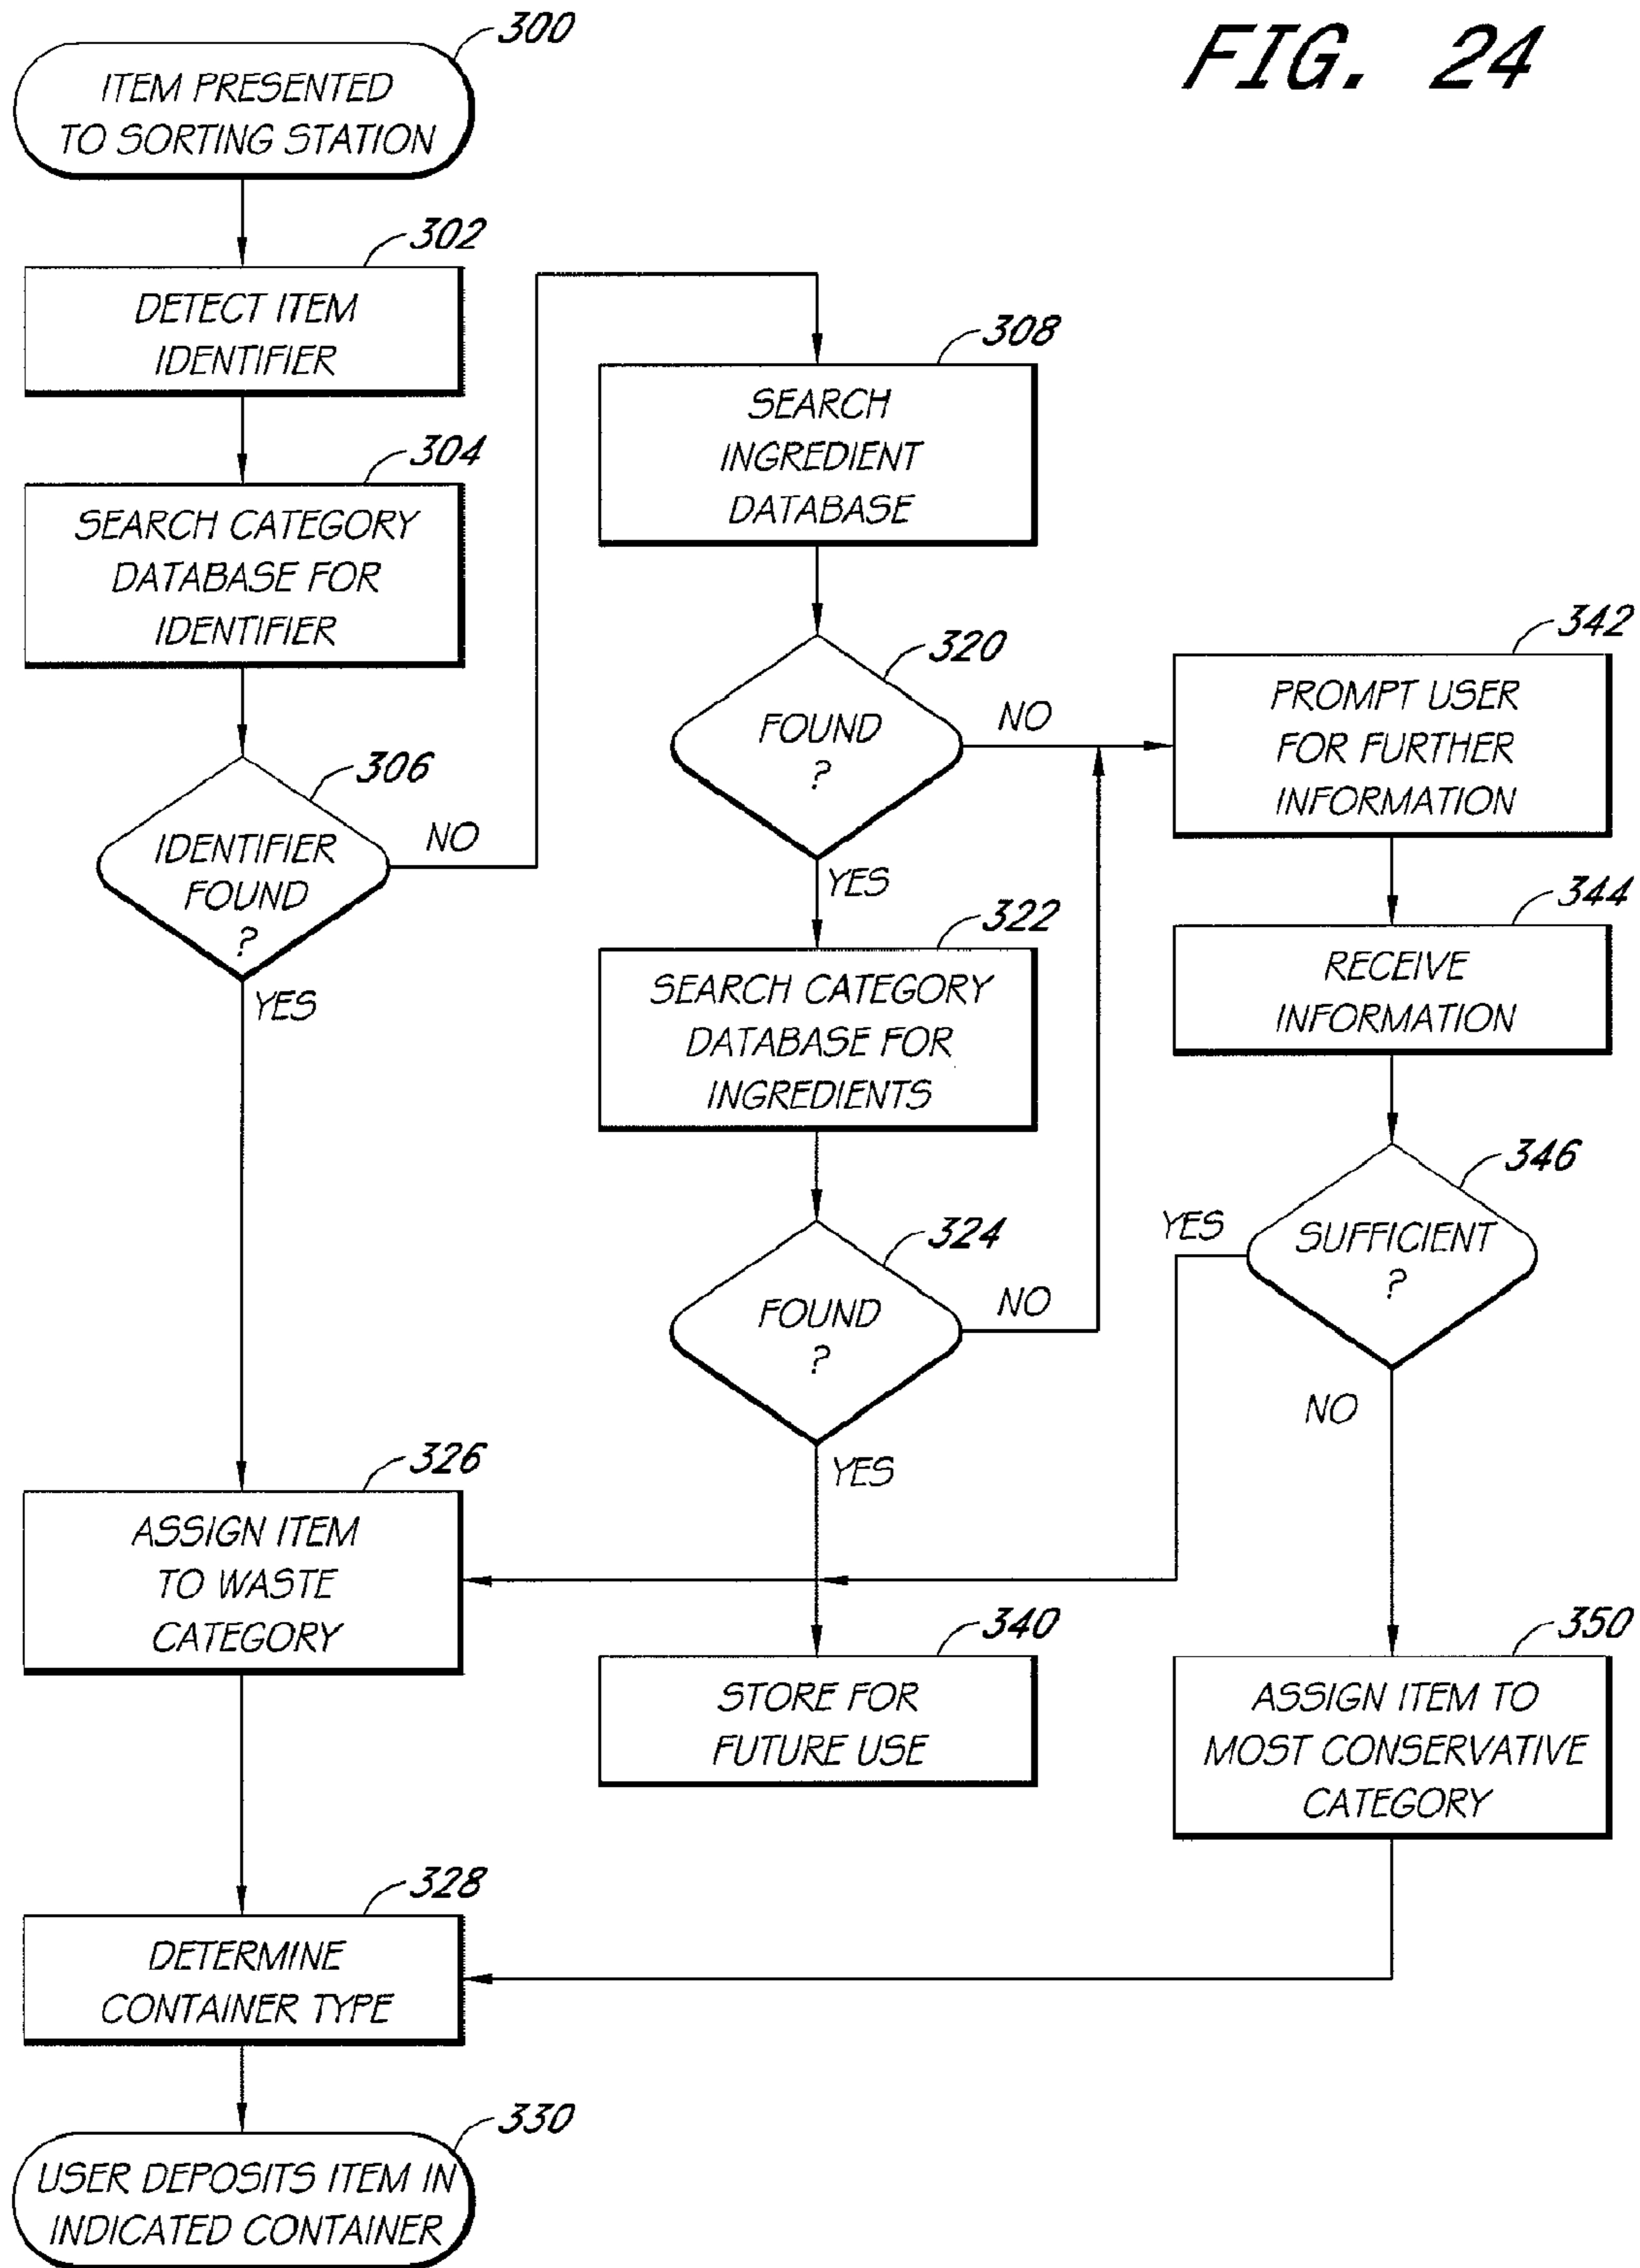 FIG. 24
300
ITEM PRESENTED
TO SORTING STATION
302
DETECT ITEM
IDENTIFIER
304
SEARCH CATEGORY
DATABASE FOR
IDENTIFIER
306
IDENTIFIER
FOUND
?
NO
YES
308
SEARCH
INGREDIENT
DATABASE
320
FOUND
?
NO
YES
322
SEARCH CATEGORY
DATABASE FOR
INGREDIENTS
324
FOUND
?
NO
YES
342
PROMPT USER
FOR FURTHER
INFORMATION
344
RECEIVE
INFORMATION
346
SUFFICIENT
?
YES
NO
326
ASSIGN ITEM
TO WASTE
CATEGORY
340
STORE FOR
FUTURE USE
350
ASSIGN ITEM TO
MOST CONSERVATIVE
CATEGORY
328
DETERMINE
CONTAINER TYPE
330
USER DEPOSITS ITEM IN
INDICATED CONTAINER